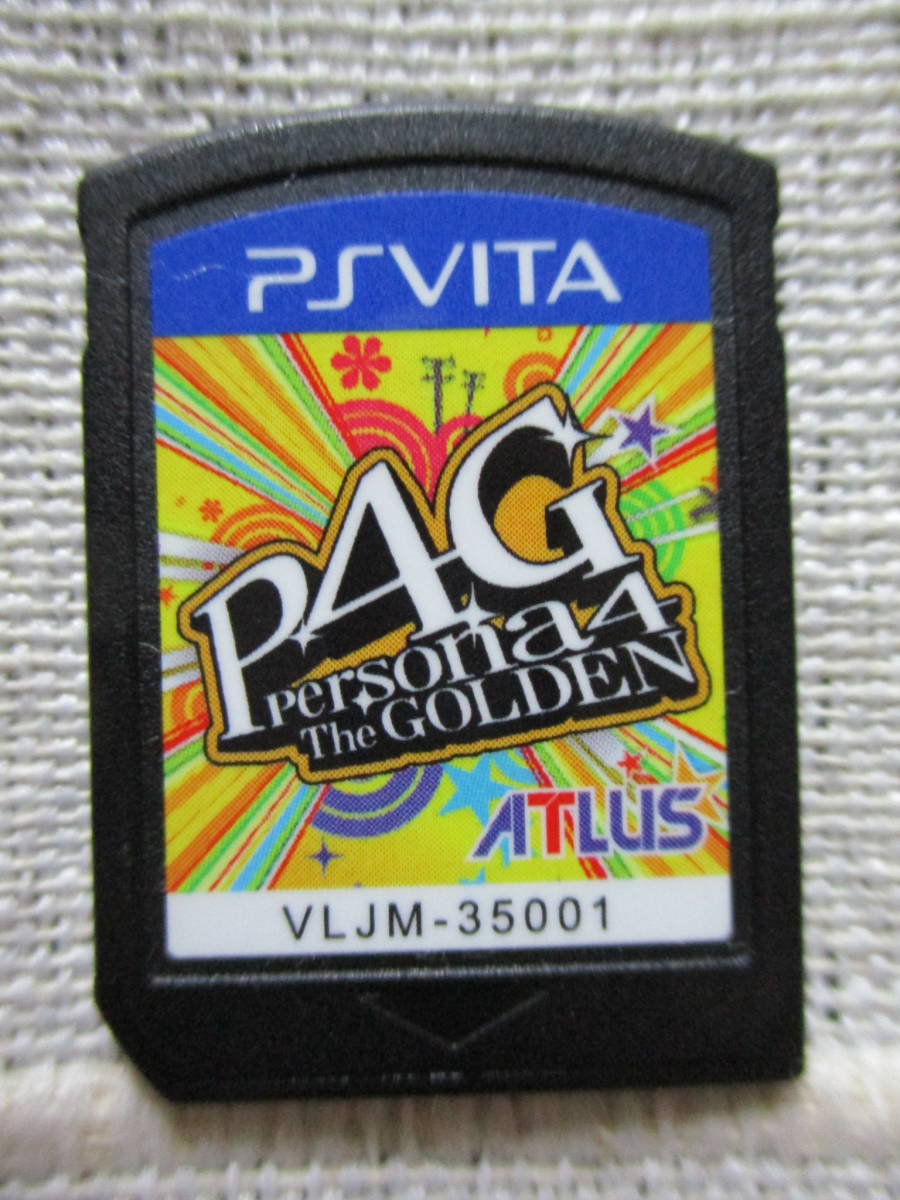 PSVITA
P4G
Persona4
The GOLDEN
ATLUS
VLJM-35001